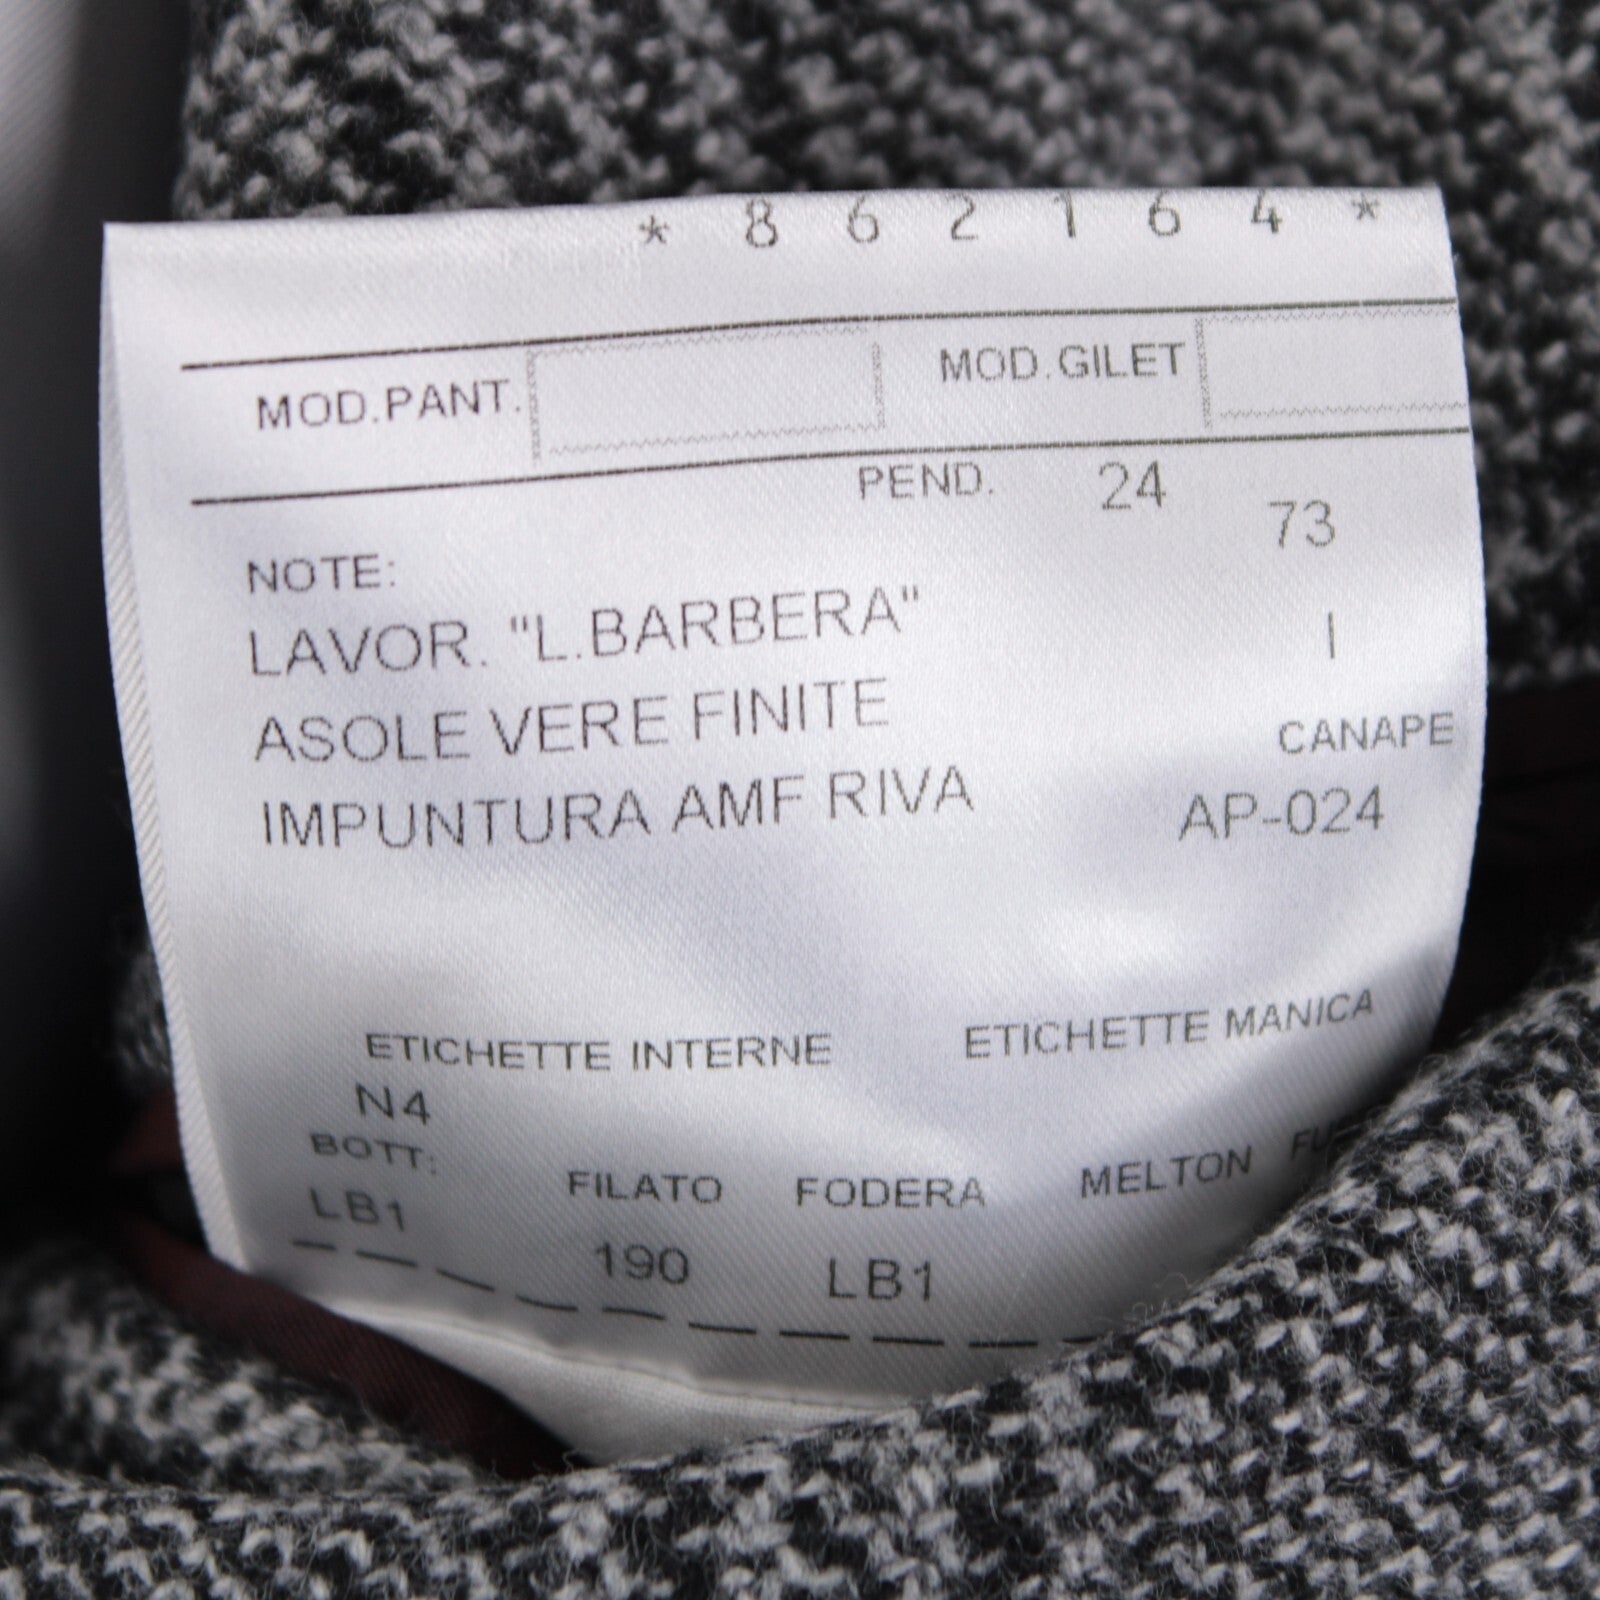 * 8 6 2 1 6 4 *
MOD.PANT. MOD.GILET
PEND. 24 73
NOTE:
LAVOR. "L.BARBERA" I
ASOLE VERE FINITE CANAPE
IMPUNTURA AMF RIVA AP-024
ETICHETTE INTERNE ETICHETTE MANICA
N4
BOTT: FILATO FODERA MELTON
LB1 190 LB1